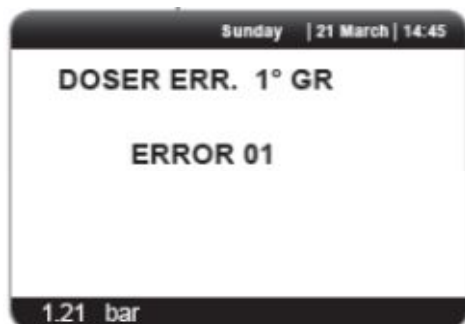 Sunday | 21 March | 14:45
DOSER ERR. 1° GR
ERROR 01
1.21 bar